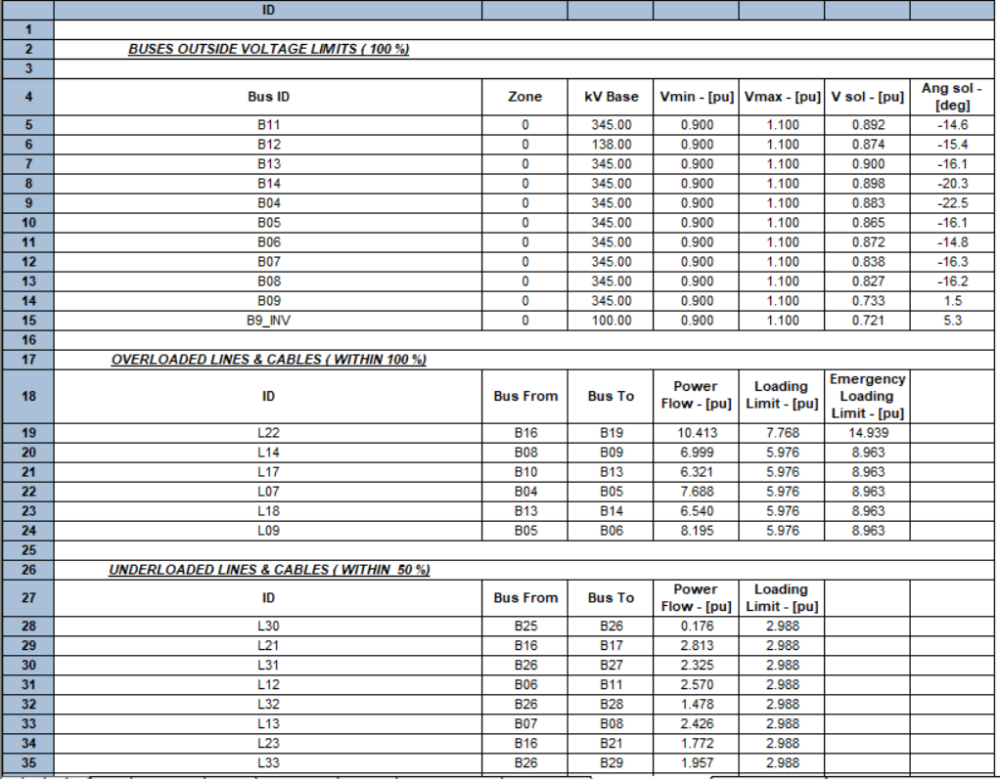 ID
1
2 BUSES OUTSIDE VOLTAGE LIMITS ( 100 %)
3
4 Bus ID Zone kV Base Vmin - [pu] Vmax - [pu] V sol - [pu] Ang sol - [deg]
5 B11 0 345.00 0.900 1.100 0.892 -14.6
6 B12 0 138.00 0.900 1.100 0.874 -15.4
7 B13 0 345.00 0.900 1.100 0.900 -16.1
8 B14 0 345.00 0.900 1.100 0.898 -20.3
9 B04 0 345.00 0.900 1.100 0.883 -22.5
10 B05 0 345.00 0.900 1.100 0.865 -16.1
11 B06 0 345.00 0.900 1.100 0.872 -14.8
12 B07 0 345.00 0.900 1.100 0.838 -16.3
13 B08 0 345.00 0.900 1.100 0.827 -16.2
14 B09 0 345.00 0.900 1.100 0.733 1.5
15 B9_INV 0 100.00 0.900 1.100 0.721 5.3
16
17 OVERLOADED LINES & CABLES ( WITHIN 100 %)
18 ID Bus From Bus To Power Flow - [pu] Loading Limit - [pu] Emergency Loading Limit - [pu]
19 L22 B16 B19 10.413 7.768 14.939
20 L14 B08 B09 6.999 5.976 8.963
21 L17 B10 B13 6.321 5.976 8.963
22 L07 B04 B05 7.688 5.976 8.963
23 L18 B13 B14 6.540 5.976 8.963
24 L09 B05 B06 8.195 5.976 8.963
25
26 UNDERLOADED LINES & CABLES ( WITHIN 50 %)
27 ID Bus From Bus To Power Flow - [pu] Loading Limit - [pu]
28 L30 B25 B26 0.176 2.988
29 L21 B16 B17 2.813 2.988
30 L31 B26 B27 2.325 2.988
31 L12 B06 B11 2.570 2.988
32 L32 B26 B28 1.478 2.988
33 L13 B07 B08 2.426 2.988
34 L23 B16 B21 1.772 2.988
35 L33 B26 B29 1.957 2.988